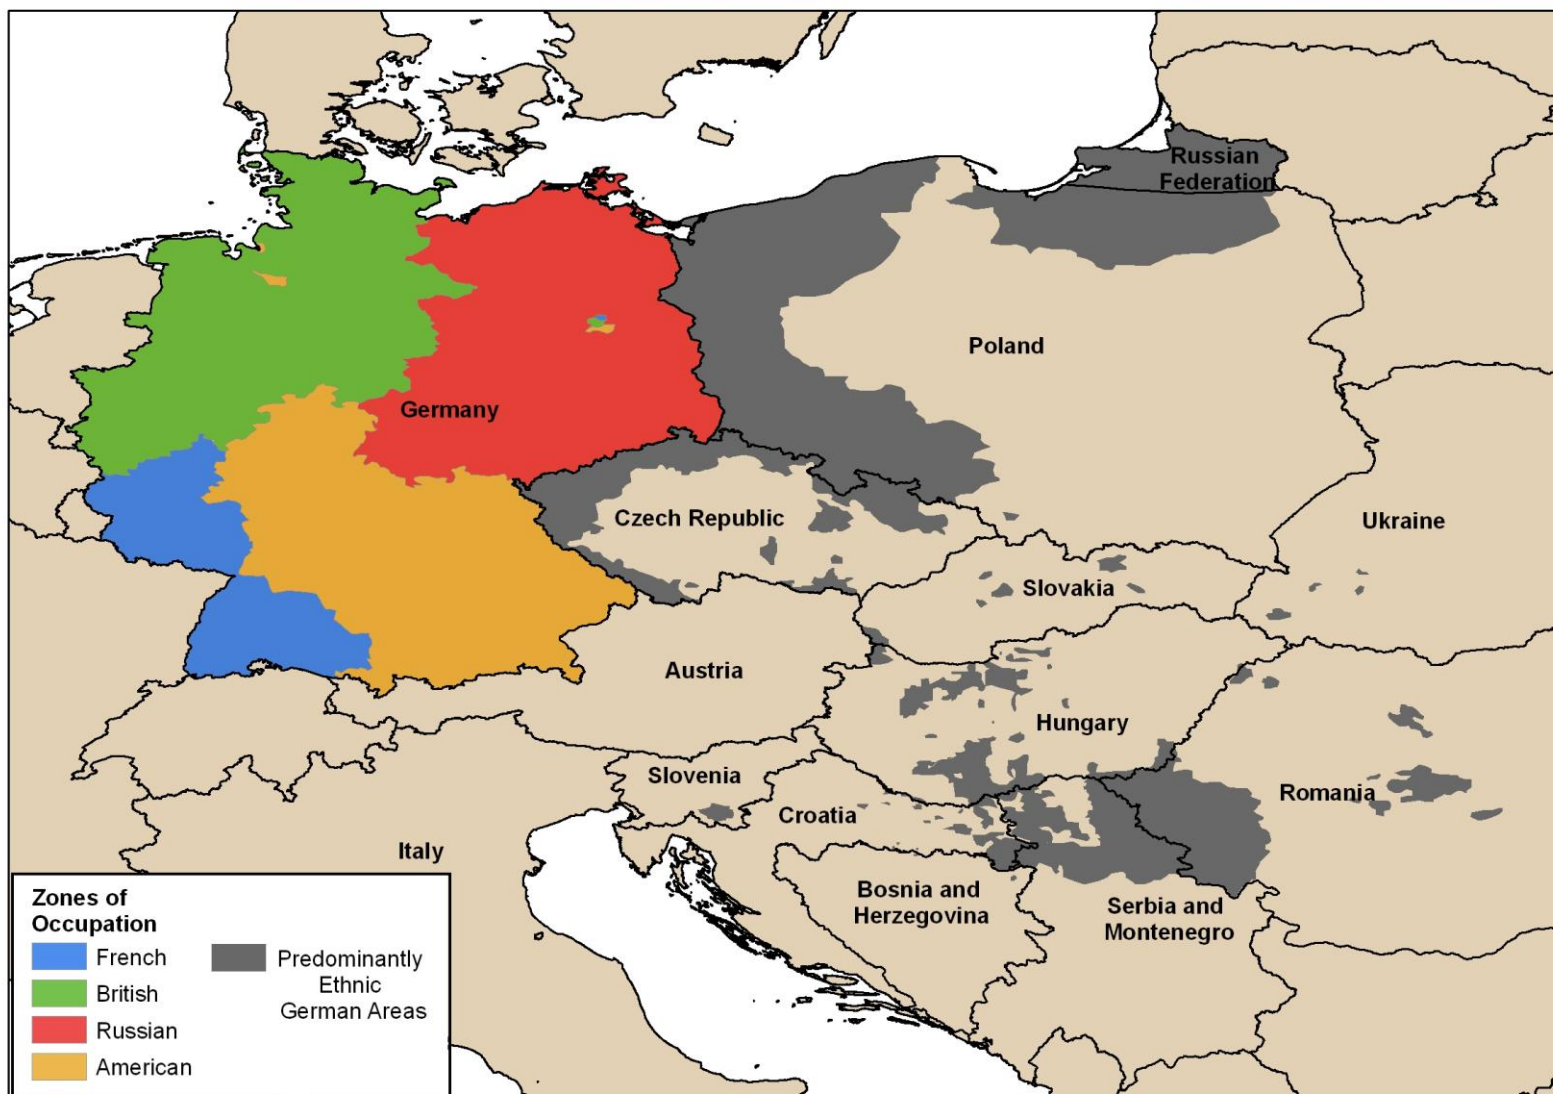 Russian
Federation
Poland
Germany
Czech Republic
Ukraine
Slovakia
Austria
Hungary
Slovenia
Croatia
Romania
Italy
Bosnia and
Herzegovina
Serbia and
Montenegro
Zones of
Occupation
French
British
Russian
American
Predominantly
Ethnic
German Areas